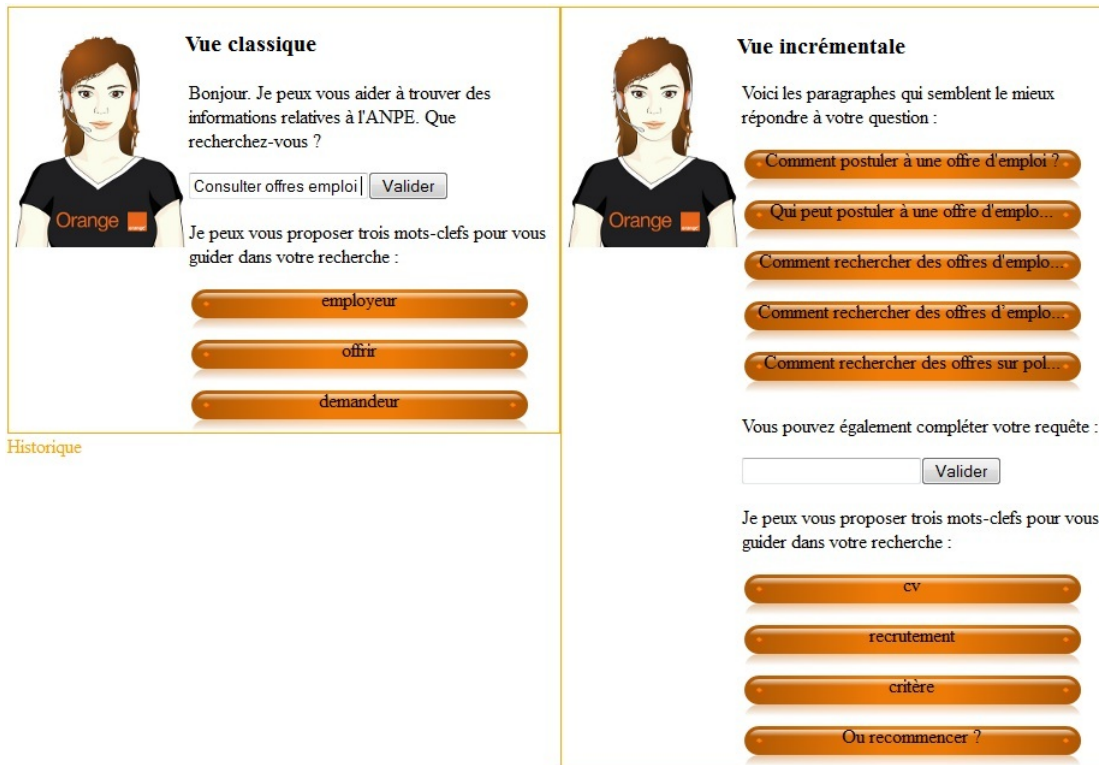 Vue classique
Bonjour. Je peux vous aider à trouver des
informations relatives à l'ANPE. Que
recherchez-vous ?
Consulter offres emploi Valider
Orange
Je peux vous proposer trois mots-clefs pour vous
guider dans votre recherche :
employeur
offrir
demandeur
Historique
Vue incrémentale
Voici les paragraphes qui semblent le mieux
répondre à votre question :
Comment postuler à une offre d'emploi ?
Qui peut postuler à une offre d'emplo...
Orange
Comment rechercher des offres d'emplo...
Comment rechercher des offres d’emplo...
Comment rechercher des offres sur pol...
Vous pouvez également compléter votre requête :
Valider
Je peux vous proposer trois mots-clefs pour vous
guider dans votre recherche :
cv
recrutement
critère
Ou recommencer ?